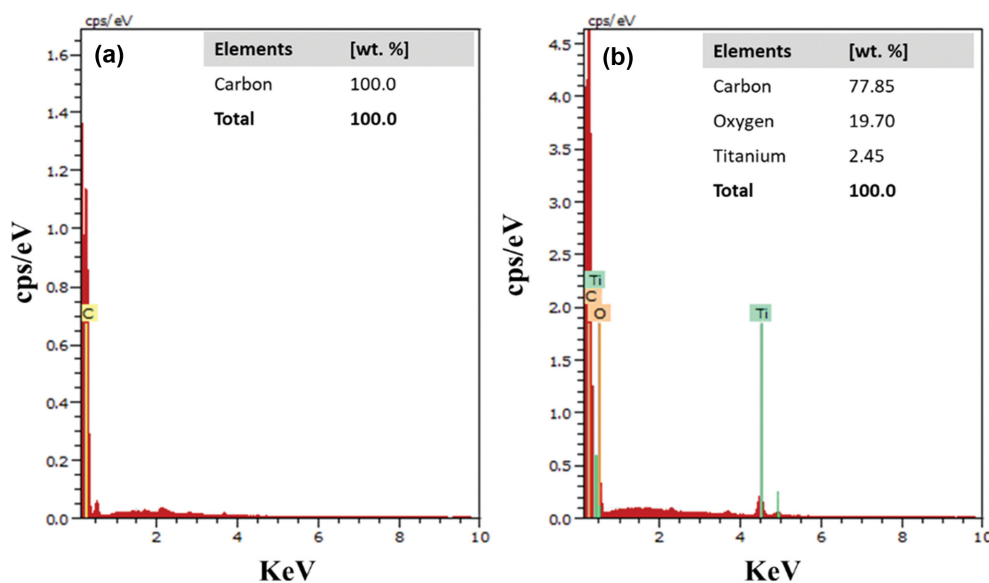 cps/eV
(a)
Elements [wt. %]
Carbon 100.0
Total 100.0
cps/eV
1.6
1.4
1.2
1.0
0.8
0.6
0.4
0.2
0.0
C
2 4 6 8 10
KeV
cps/eV
(b)
Elements [wt. %]
Carbon 77.85
Oxygen 19.70
Titanium 2.45
Total 100.0
cps/eV
4.5
4.0
3.5
3.0
2.5
2.0
1.5
1.0
0.5
0.0
Ti
C
O
Ti
2 4 6 8 10
KeV